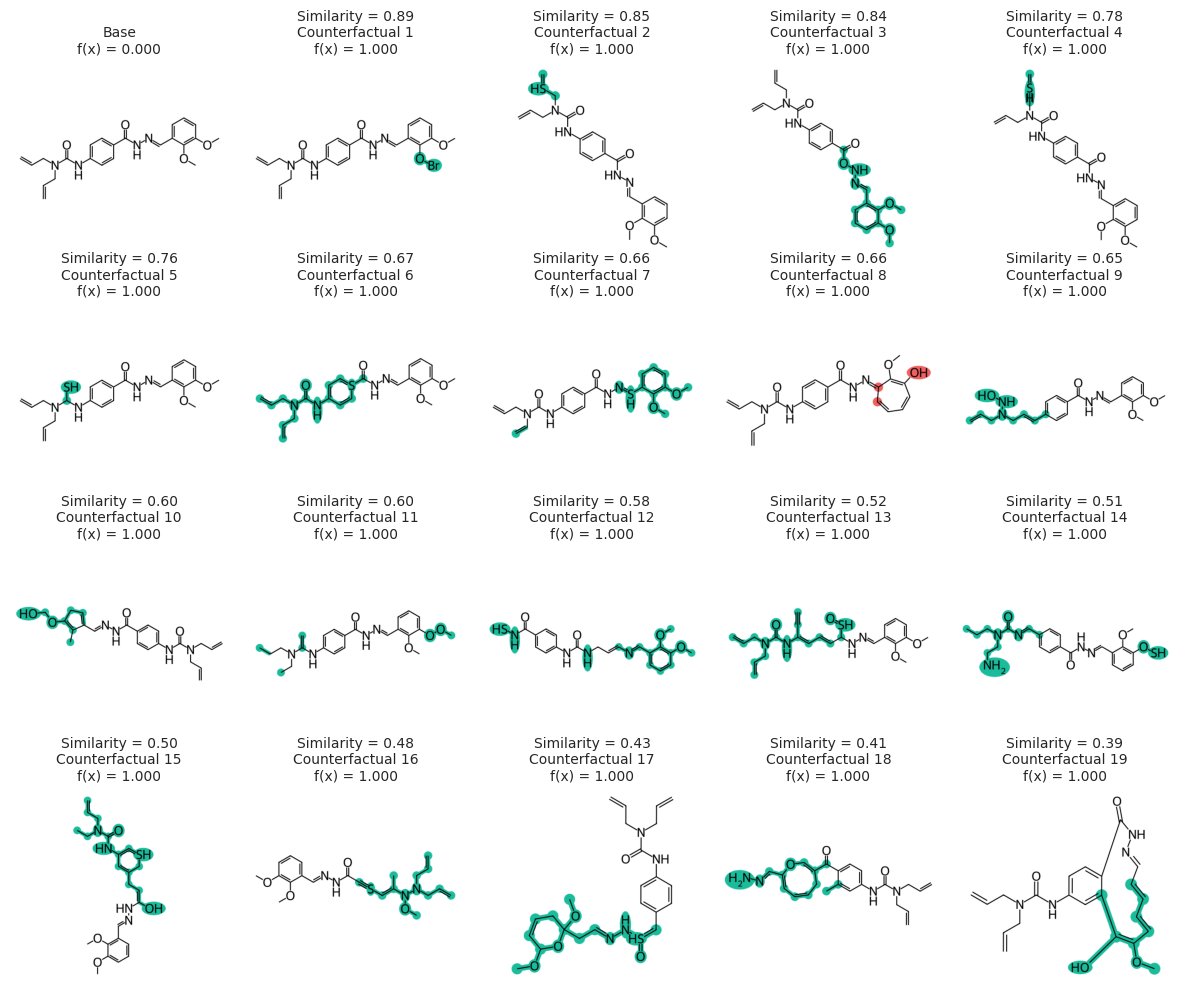 Base
f(x) = 0.000
Similarity = 0.89
Counterfactual 1
f(x) = 1.000
Similarity = 0.85
Counterfactual 2
f(x) = 1.000
Similarity = 0.84
Counterfactual 3
f(x) = 1.000
Similarity = 0.78
Counterfactual 4
f(x) = 1.000
Similarity = 0.76
Counterfactual 5
f(x) = 1.000
Similarity = 0.67
Counterfactual 6
f(x) = 1.000
Similarity = 0.66
Counterfactual 7
f(x) = 1.000
Similarity = 0.66
Counterfactual 8
f(x) = 1.000
Similarity = 0.65
Counterfactual 9
f(x) = 1.000
Similarity = 0.60
Counterfactual 10
f(x) = 1.000
Similarity = 0.60
Counterfactual 11
f(x) = 1.000
Similarity = 0.58
Counterfactual 12
f(x) = 1.000
Similarity = 0.52
Counterfactual 13
f(x) = 1.000
Similarity = 0.51
Counterfactual 14
f(x) = 1.000
Similarity = 0.50
Counterfactual 15
f(x) = 1.000
Similarity = 0.48
Counterfactual 16
f(x) = 1.000
Similarity = 0.43
Counterfactual 17
f(x) = 1.000
Similarity = 0.41
Counterfactual 18
f(x) = 1.000
Similarity = 0.39
Counterfactual 19
f(x) = 1.000